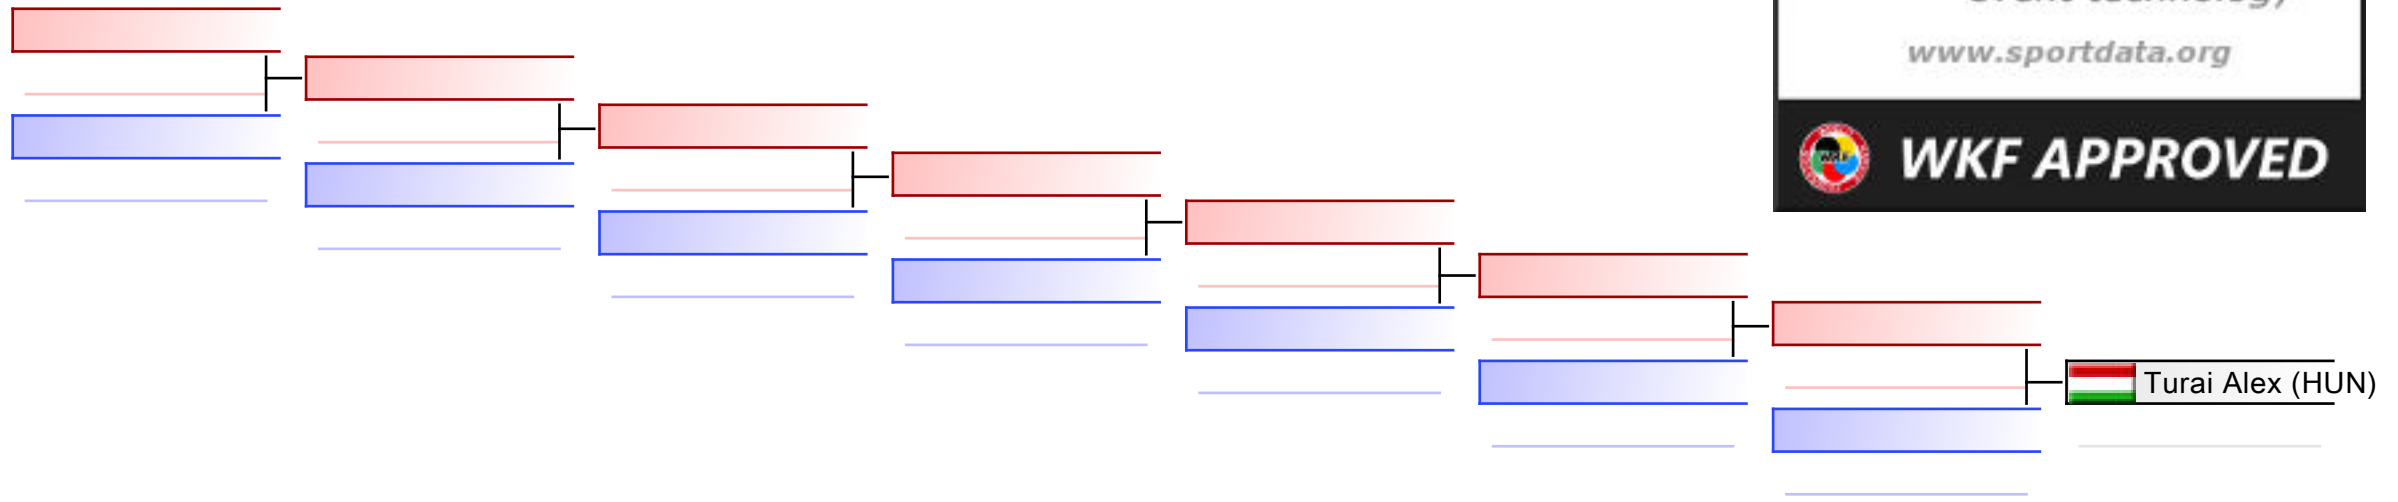 www.sportdata.org
WKF APPROVED
Turai Alex (HUN)